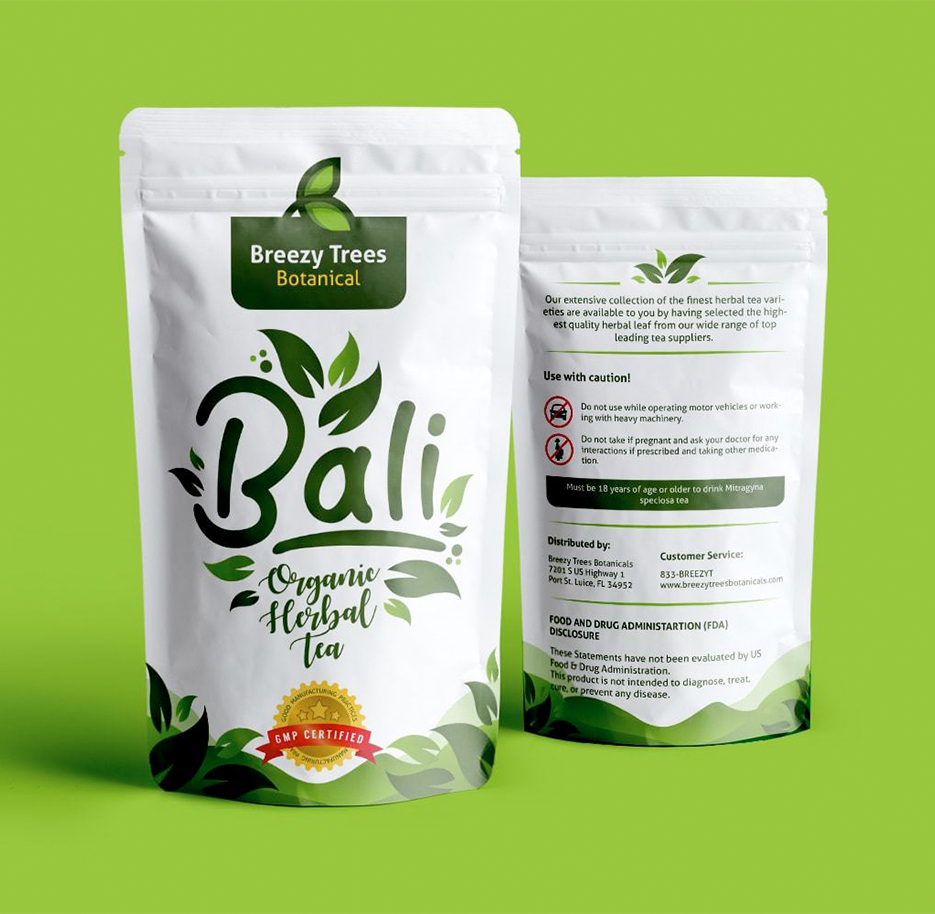 Breezy Trees
Botanical
Bali
Organic
Herbal
tea
GOOD MANUFACTURING PRACTICES
GMP CERTIFIED
Our extensive collection of the finest herbal tea vari-
eties are available to you by having selected the high-
est quality herbal leaf from our wide range of top
leading tea suppliers.
Use with caution!
Do not use while operating motor vehicles or work-
ing with heavy machinery.
Do not take if pregnant and ask your doctor for any
interactions if prescribed and taking other medica-
tion.
Must be 18 years of age or older to drink Mitragyna
speciosa tea
Distributed by:
Breezy Trees Botanicals
7201 S US Highway 1
Port St. Luice, FL 34952
Customer Service:
833-BREEZYT
www.breezytreesbotanicals.com
FOOD AND DRUG ADMINISTARTION (FDA)
DISCLOSURE
These Statements have not been evaluated by US
Food & Drug Administration.
This product is not intended to diagnose, treat,
cure, or prevent any disease.